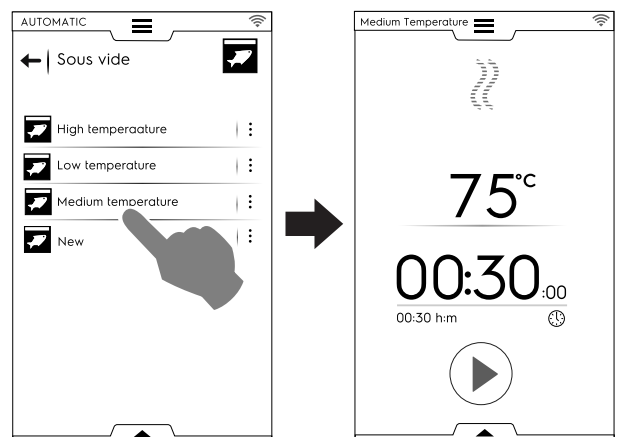 AUTOMATIC
Sous vide
High temperaature
Low temperature
Medium temperature
New
Medium Temperature
75°C
00:30:00
00:30 h:m